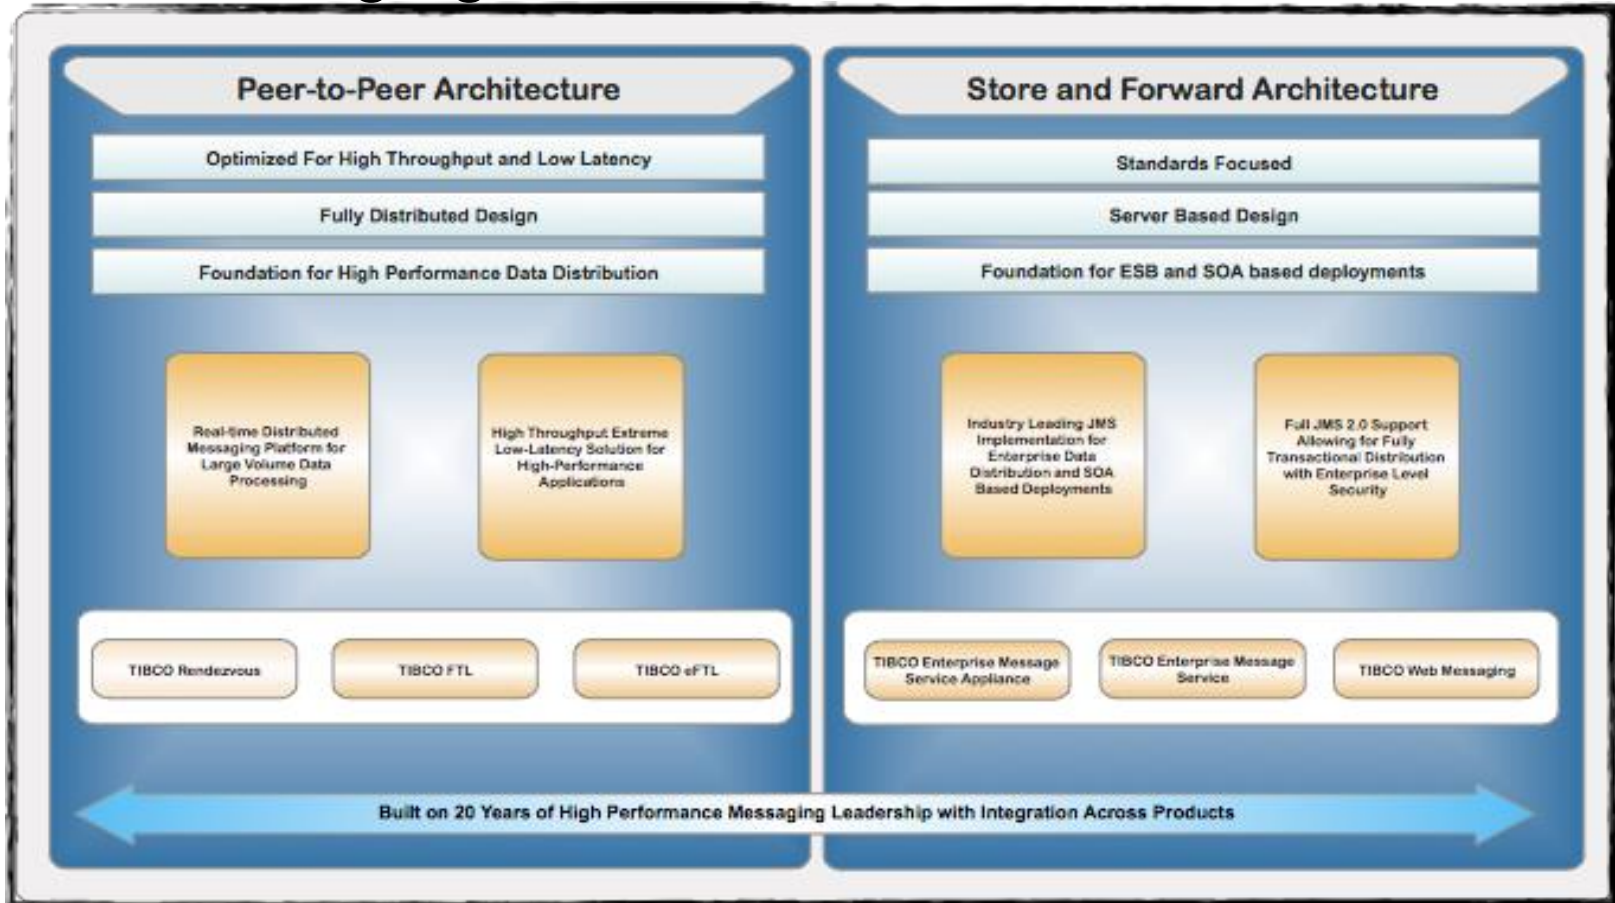 Peer-to-Peer Architecture
Optimized For High Throughput and Low Latency
Fully Distributed Design
Foundation for High Performance Data Distribution
Real-time Distributed
Messaging Platform for
Large Volume Data
Processing
High Throughput Extreme
Low-Latency Solution for
High-Performance
Applications
TIBCO Rendezvous
TIBCO FTL
TIBCO eFTL
Store and Forward Architecture
Standards Focused
Server Based Design
Foundation for ESB and SOA based deployments
Industry Leading JMS
Implementation for
Enterprise Data
Distribution and SOA
Based Deployments
Full JMS 2.0 Support
Allowing for Fully
Transactional Distribution
with Enterprise Level
Security
TIBCO Enterprise Message
Service Appliance
TIBCO Enterprise Message
Service
TIBCO Web Messaging
Built on 20 Years of High Performance Messaging Leadership with Integration Across Products